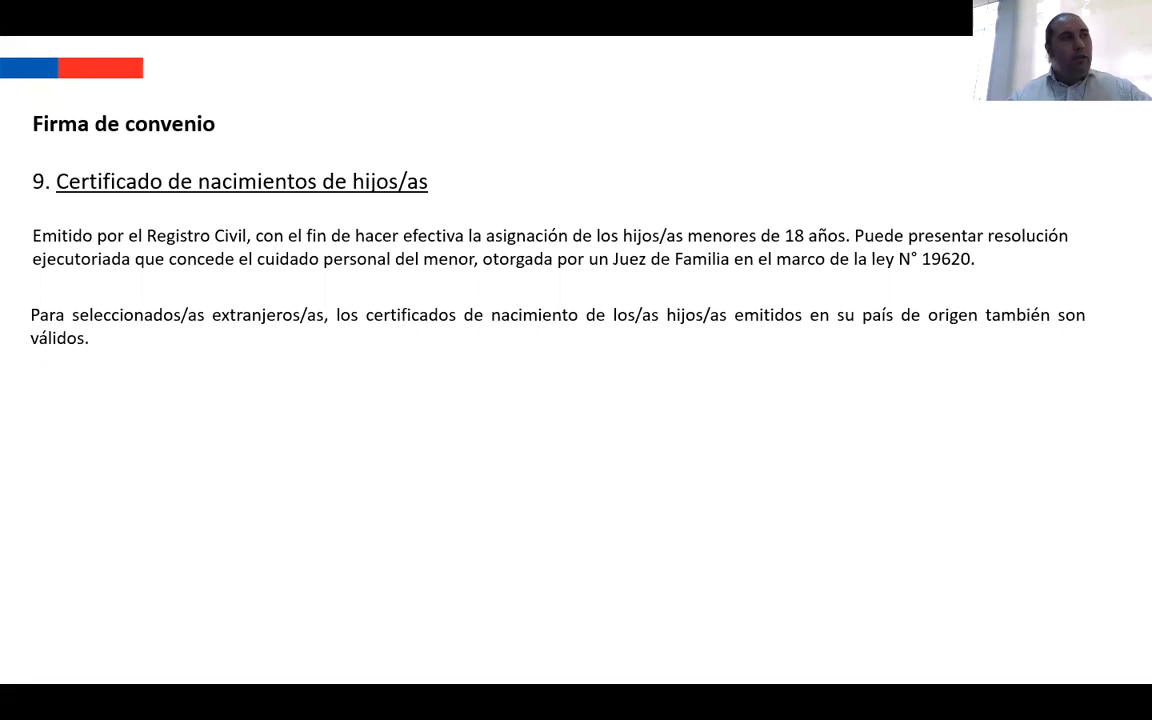 Firma de convenio
9. Certificado de nacimientos de hijos/as
Emitido por el Registro Civil, con el fin de hacer efectiva la asignación de los hijos/as menores de 18 años. Puede presentar resolución
ejecutoriada que concede el cuidado personal del menor, otorgada por un Juez de Familia en el marco de la ley N° 19620.
Para seleccionados/as extranjeros/as, los certificados de nacimiento de los/as hijos/as emitidos en su país de origen también son
válidos.